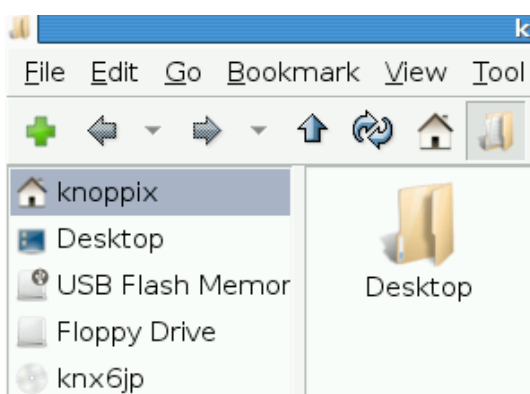 k
File Edit Go Bookmark View Tool
knoppix
Desktop
USB Flash Memor
Floppy Drive
knx6jp
Desktop